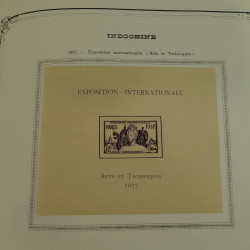 INDOCHINE
1937. — Exposition internationale «Arts et Techniques»
EXPOSITION INTERNATIONALE
ARTS ET TECHNIQUES
1937